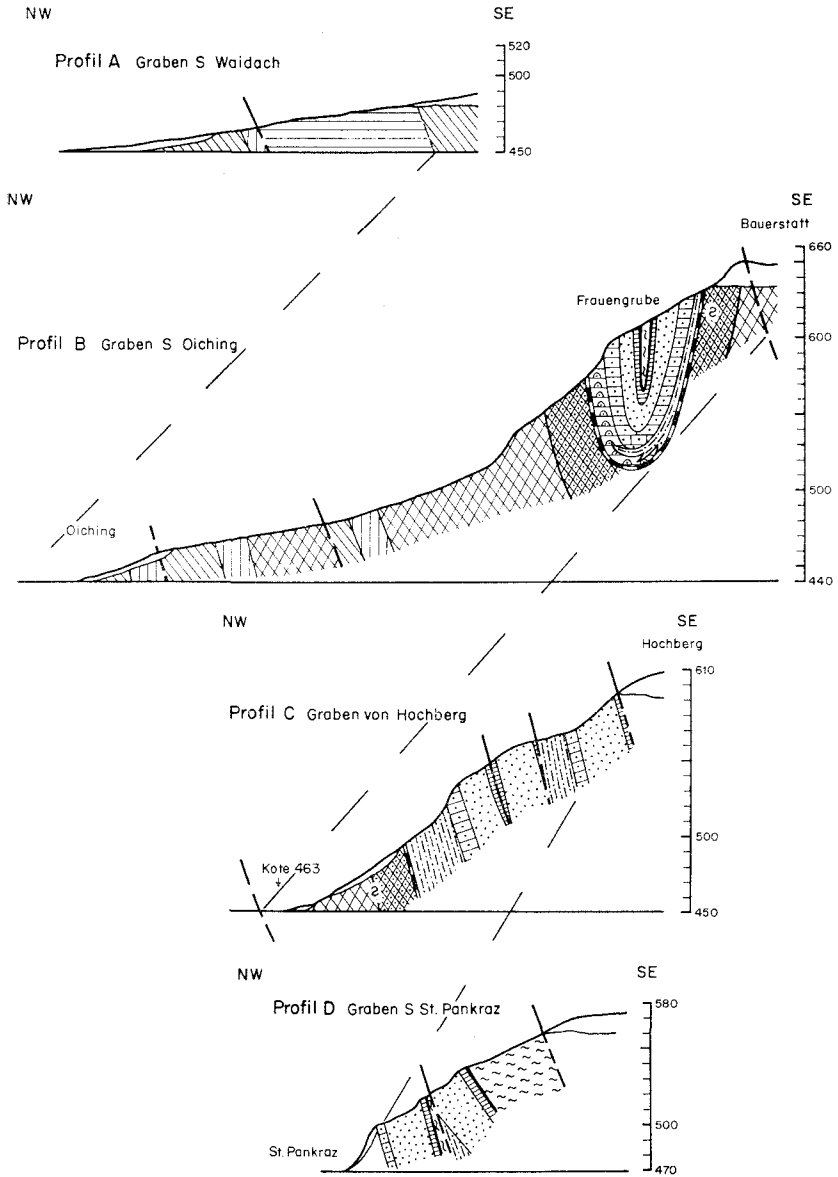 NW SE
Profil A Graben S Waidach
520
500
450
NW SE
Bauerstatt
660
Frauengrube
Profil B Graben S Oiching
600
500
Oiching
440
NW SE
Hochberg
610
Profil C Graben von Hochberg
500
Kote 463
450
NW SE
580
Profil D Graben S St. Pankraz
500
St. Pankraz
470